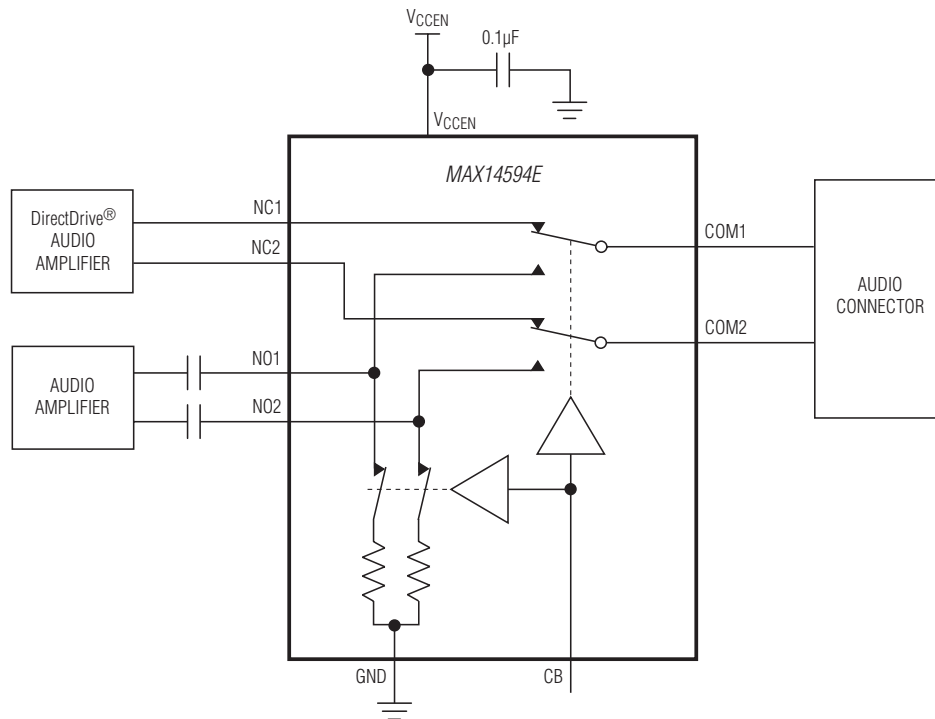 VCCEN
0.1µF
VCCEN
MAX14594E
DirectDrive®
AUDIO
AMPLIFIER
NC1
NC2
COM1
COM2
AUDIO
CONNECTOR
AUDIO
AMPLIFIER
NO1
NO2
GND
CB